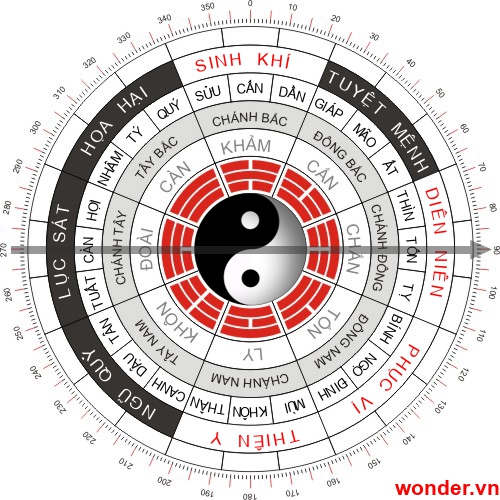 0
10
20
30
40
50
60
70
80
90
100
110
120
130
140
150
160
170
180
190
200
210
220
230
240
250
260
270
280
290
300
310
320
330
340
350
SINH KHÍ
TUYỆT MỆNH
DIÊN NIÊN
PHỤC VỊ
THIÊN Y
NGŨ QUỶ
LỤC SÁT
HOẠ HẠI
SỬU
CẤN
DẦN
GIÁP
MÃO
ẤT
THÌN
TỐN
TỴ
BÍNH
NGỌ
ĐINH
MÙI
KHÔN
THÂN
CANH
DẬU
TÂN
TUẤT
CÀN
HỢI
NHÂM
TÝ
QUÝ
CHÁNH BẮC
ĐÔNG BẮC
CHÁNH ĐÔNG
ĐÔNG NAM
CHÁNH NAM
TÂY NAM
CHÁNH TÂY
TÂY BẮC
KHẢM
CẤN
CHẤN
TỐN
LY
KHÔN
ĐOÀI
CÀN
wonder.vn